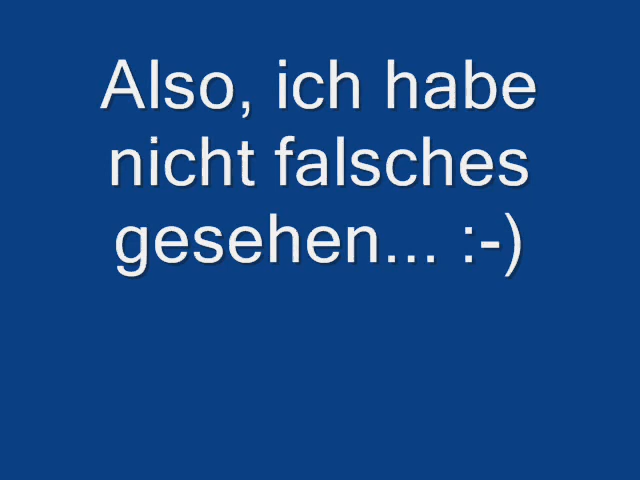 Also, ich habe
nicht falsches
gesehen... :-)